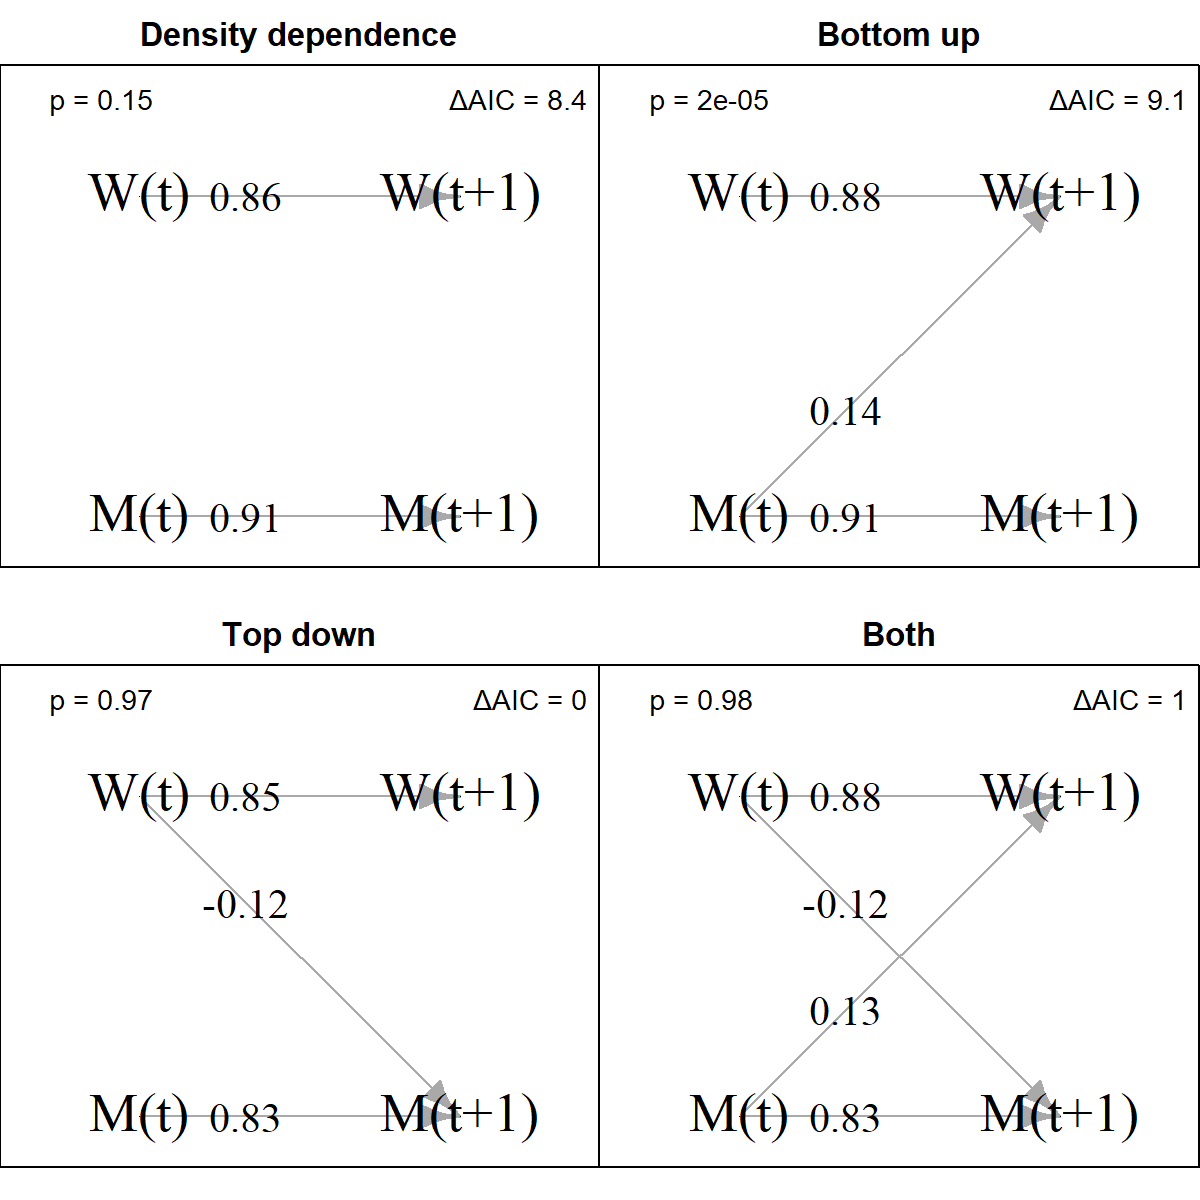 Density dependence
p = 0.15 ΔAIC = 8.4
W(t) 0.86 W(t+1)
M(t) 0.91 M(t+1)
Bottom up
p = 2e-05 ΔAIC = 9.1
W(t) 0.88 W(t+1)
0.14
M(t) 0.91 M(t+1)
Top down
p = 0.97 ΔAIC = 0
W(t) 0.85 W(t+1)
-0.12
M(t) 0.83 M(t+1)
Both
p = 0.98 ΔAIC = 1
W(t) 0.88 W(t+1)
-0.12
0.13
M(t) 0.83 M(t+1)